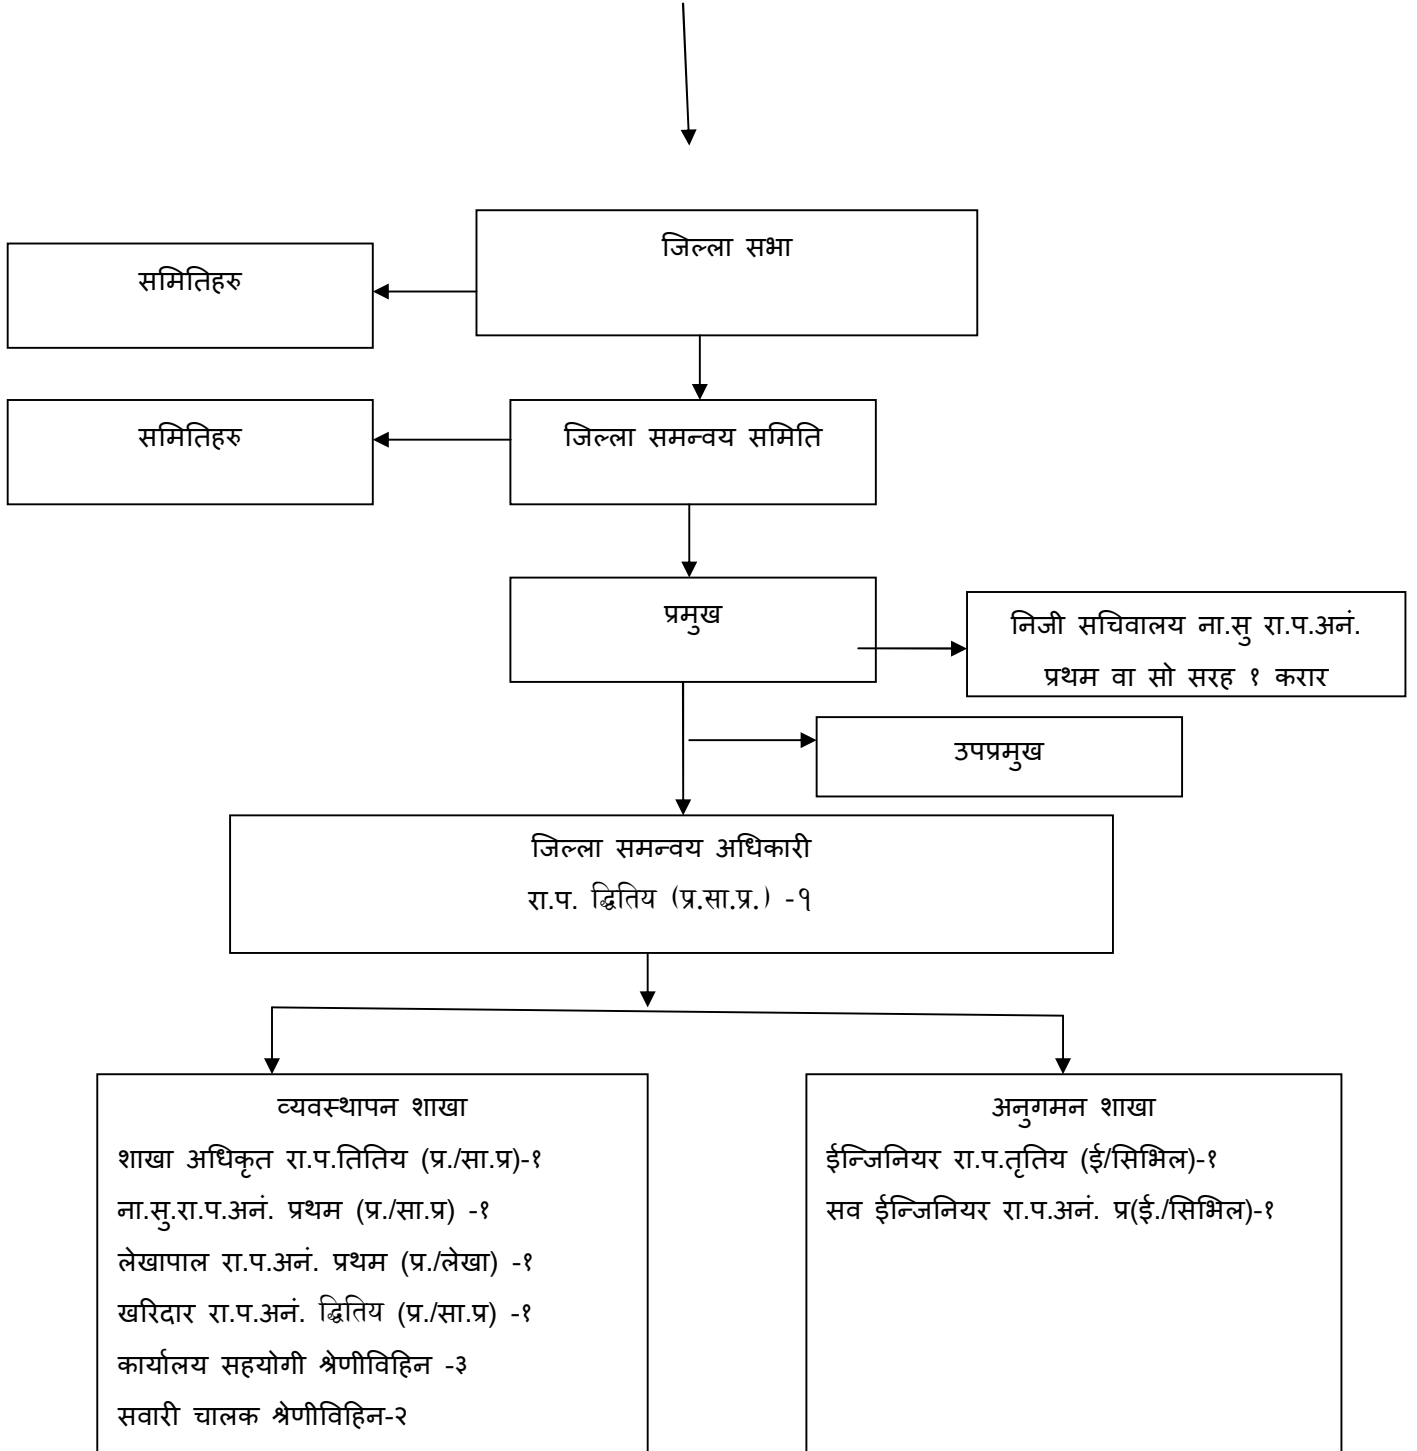 जिल्ला सभा
समितिहरु
समितिहरु
जिल्ला समन्वय समिति
प्रमुख
निजी सचिवालय ना.सु रा.प.अनं.
प्रथम वा सो सरह १ करार
उपप्रमुख
जिल्ला समन्वय अधिकारी
रा.प. द्धितिय (प्र.सा.प्र.) -१
व्यवस्थापन शाखा
शाखा अधिकृत रा.प.तितिय (प्र./सा.प्र)-१
ना.सु.रा.प.अनं. प्रथम (प्र./सा.प्र) -१
लेखापाल रा.प.अनं. प्रथम (प्र./लेखा) -१
खरिदार रा.प.अनं. द्धितिय (प्र./सा.प्र) -१
कार्यालय सहयोगी श्रेणीविहिन -३
सवारी चालक श्रेणीविहिन-२
अनुगमन शाखा
ईन्जिनियर रा.प.तृतिय (ई/सिभिल)-१
सव ईन्जिनियर रा.प.अनं. प्र(ई./सिभिल)-१